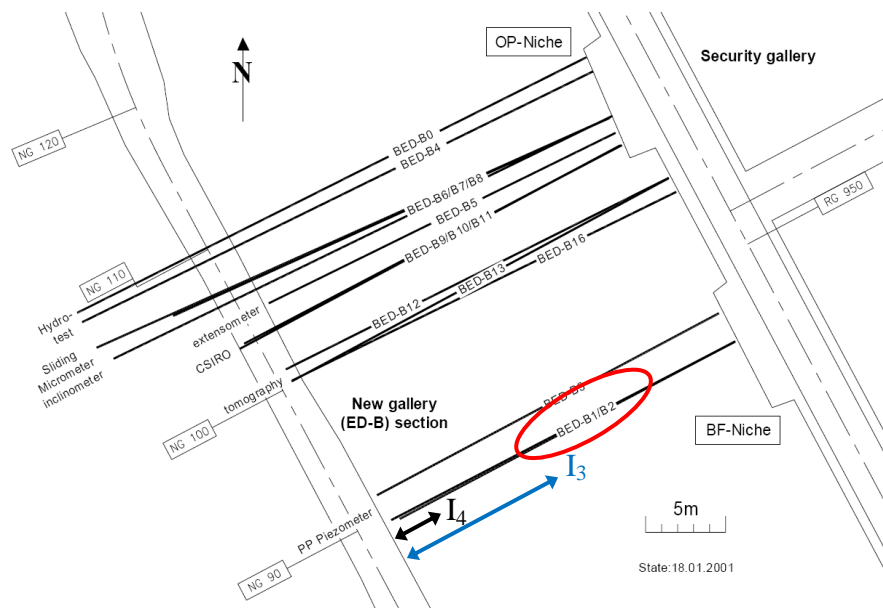 OP-Niche
Security gallery
N
NG 120
BED-B0
BED-B4
BED-B6/B7/B8
BED-B5
BED-B9/B10/B11
RG 950
NG 110
Hydro-
test
Sliding
Micrometer
inclinometer
extensometer
CSIRO
tomography
BED-B12
BED-B13
BED-B16
NG 100
New gallery
(ED-B) section
BED-B3
BED-B1/B2
BF-Niche
I3
I4
PP Piezometer
NG 90
5m
State:18.01.2001